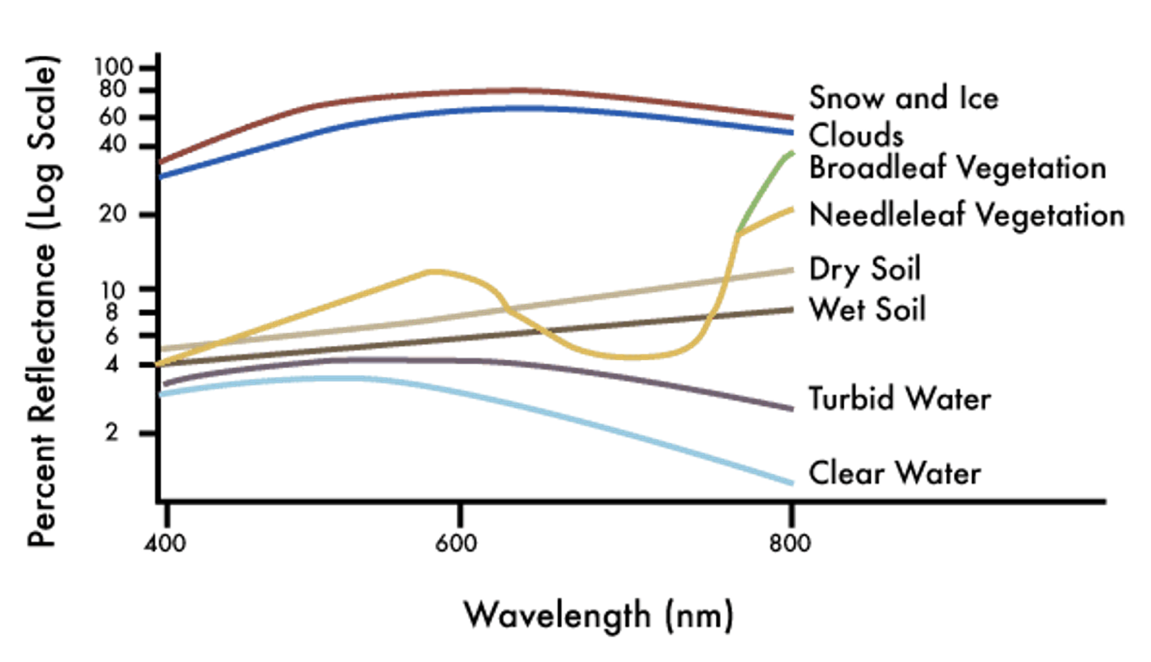 Percent Reflectance (Log Scale)
100
80
60
40
20
10
8
6
4
2
Snow and Ice
Clouds
Broadleaf Vegetation
Needleleaf Vegetation
Dry Soil
Wet Soil
Turbid Water
Clear Water
400
600
800
Wavelength (nm)